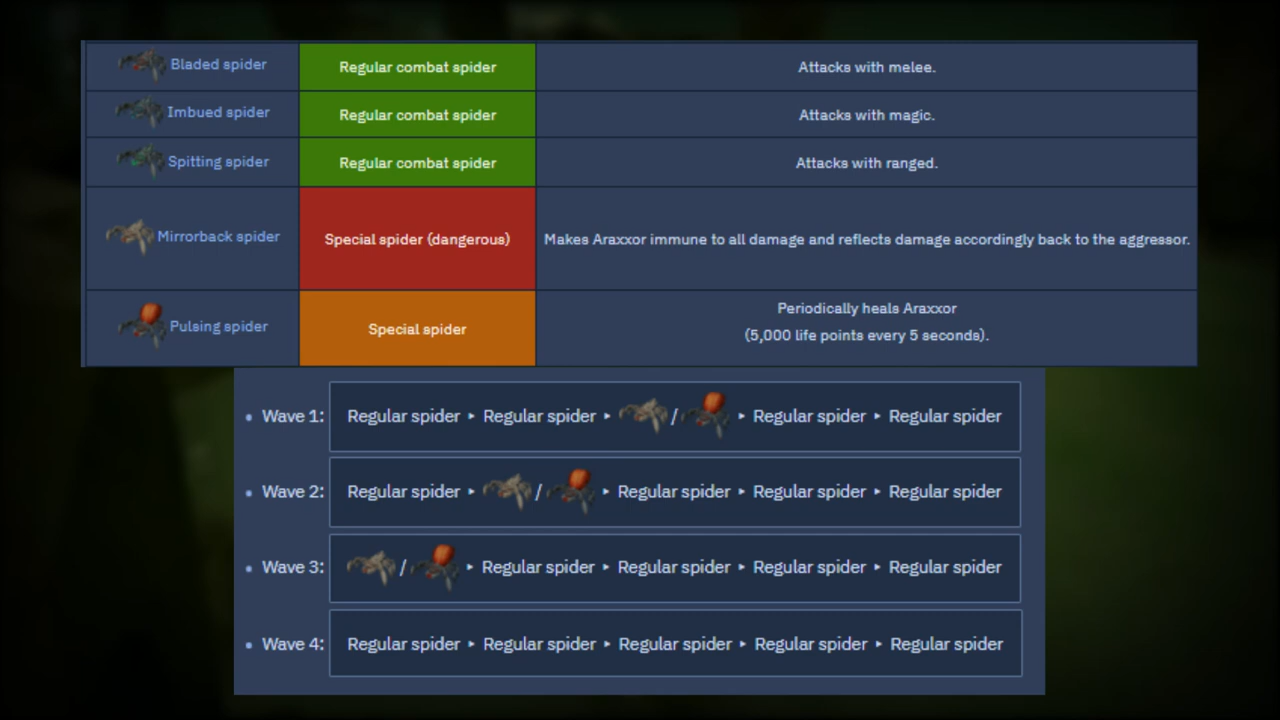 Bladed spider Regular combat spider Attacks with melee.
Imbued spider Regular combat spider Attacks with magic.
Spitting spider Regular combat spider Attacks with ranged.
Mirrorback spider Special spider (dangerous) Makes Araxxor immune to all damage and reflects damage accordingly back to the aggressor.
Pulsing spider Special spider Periodically heals Araxxor
(5,000 life points every 5 seconds).
• Wave 1: Regular spider ▸ Regular spider ▸ / ▸ Regular spider ▸ Regular spider
• Wave 2: Regular spider ▸ / ▸ Regular spider ▸ Regular spider ▸ Regular spider
• Wave 3: / ▸ Regular spider ▸ Regular spider ▸ Regular spider ▸ Regular spider
• Wave 4: Regular spider ▸ Regular spider ▸ Regular spider ▸ Regular spider ▸ Regular spider